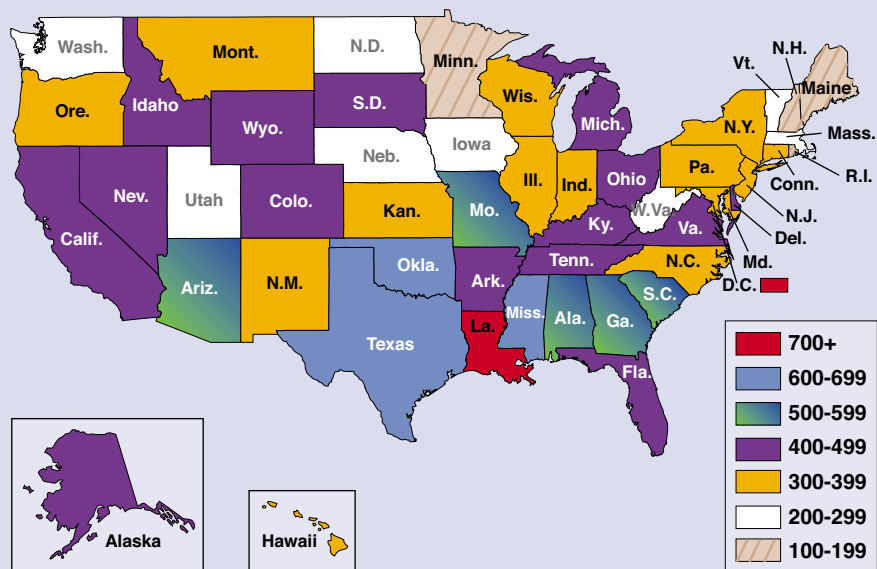 Wash.
Mont.
N.D.
Minn.
Vt.
N.H.
Maine
Ore.
Idaho
Wyo.
S.D.
Wis.
Mich.
N.Y.
Mass.
R.I.
Conn.
Nev.
Utah
Colo.
Neb.
Iowa
Ill.
Ind.
Ohio
Pa.
N.J.
Calif.
Kan.
Mo.
Ky.
W.Va.
Va.
Del.
Md.
D.C.
Ariz.
N.M.
Okla.
Ark.
Tenn.
N.C.
S.C.
Texas
La.
Miss.
Ala.
Ga.
Fla.
Alaska
Hawaii
700+
600-699
500-599
400-499
300-399
200-299
100-199